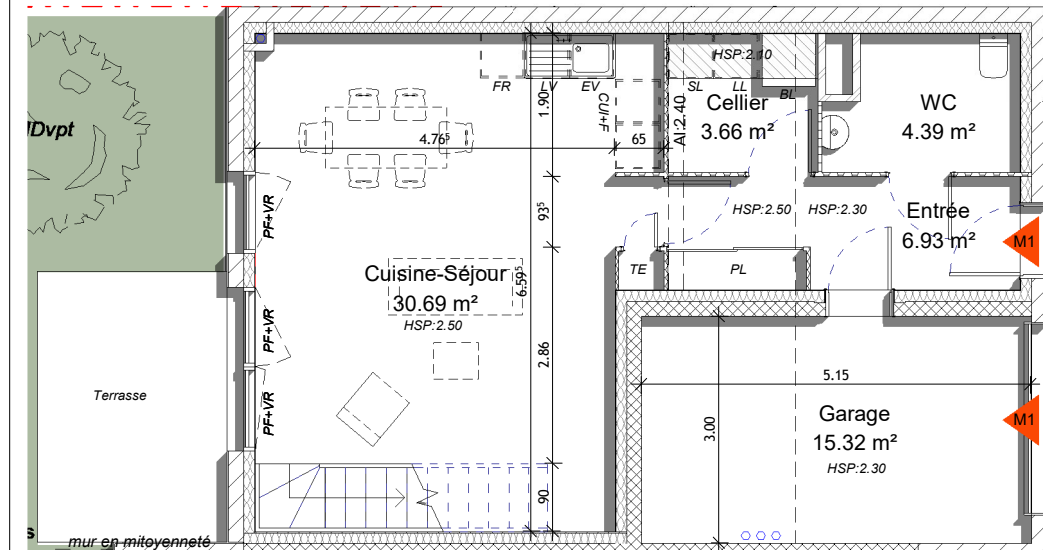 HSP:2.10
FR
LV
EV
SL
LL
BL
CUI+F
1.90
Cellier
3.66 m²
WC
4.39 m²
Dvpt
4.76⁵
65
Al:2.40
PF+VR
93⁵
HSP:2.50
HSP:2.30
Entrée
6.93 m²
M1
Cuisine-Séjour
30.69 m²
HSP:2.50
6.59⁵
TE
PL
PF+VR
2.86
Terrasse
PF+VR
5.15
3.00
Garage
15.32 m²
HSP:2.30
M1
90
s
mur en mitoyenneté